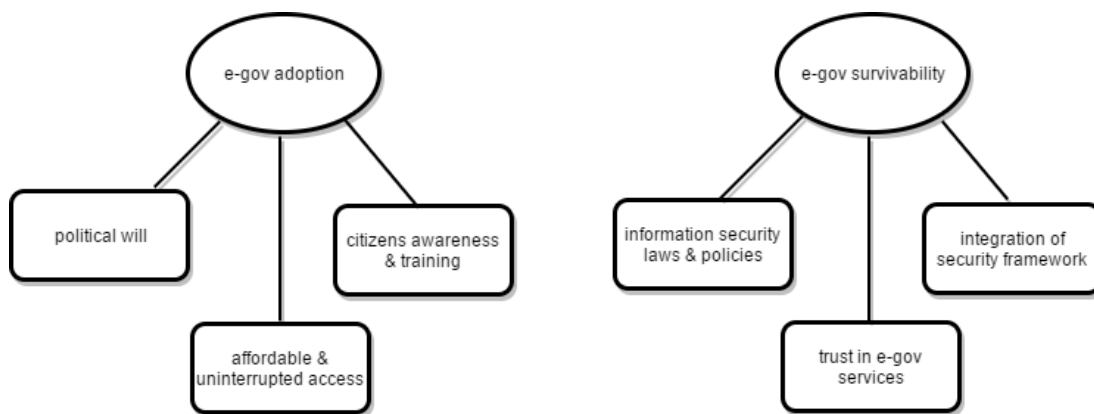 e-gov adoption
political will
citizens awareness
& training
affordable &
uninterrupted access
e-gov survivability
information security
laws & policies
integration of
security framework
trust in e-gov
services